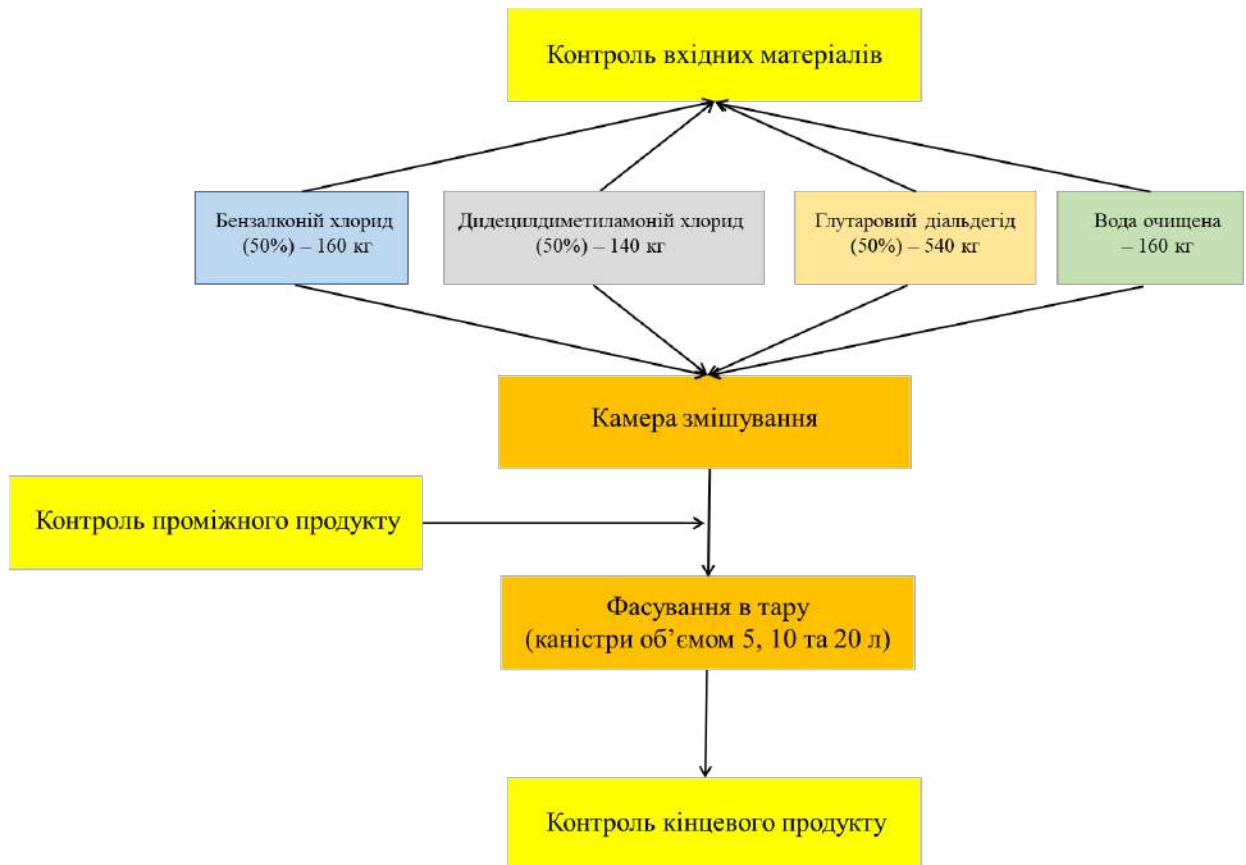 Контроль вхідних матеріалів
Бензалконій хлорид
(50%) – 160 кг
Дидецилдиметиламоній хлорид
(50%) – 140 кг
Глутаровий діальдегід
(50%) – 540 кг
Вода очищена
– 160 кг
Камера змішування
Контроль проміжного продукту
Фасування в тару
(каністри об’ємом 5, 10 та 20 л)
Контроль кінцевого продукту